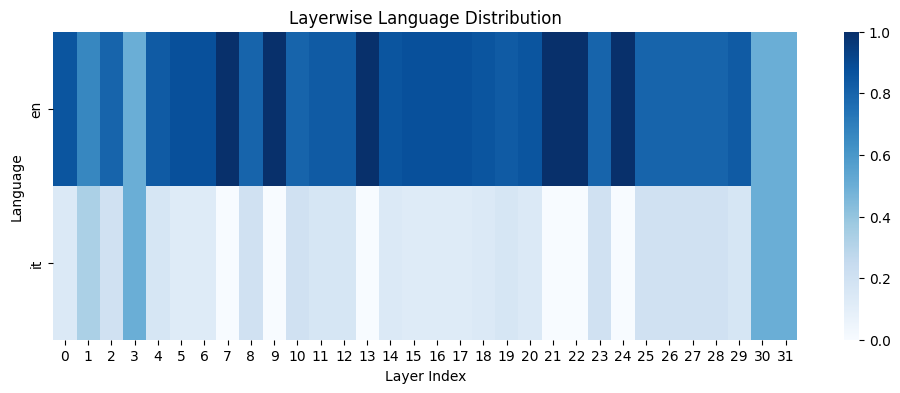 Layerwise Language Distribution
Language
en
it
0 1 2 3 4 5 6 7 8 9 10 11 12 13 14 15 16 17 18 19 20 21 22 23 24 25 26 27 28 29 30 31
Layer Index
1.0
0.8
0.6
0.4
0.2
0.0